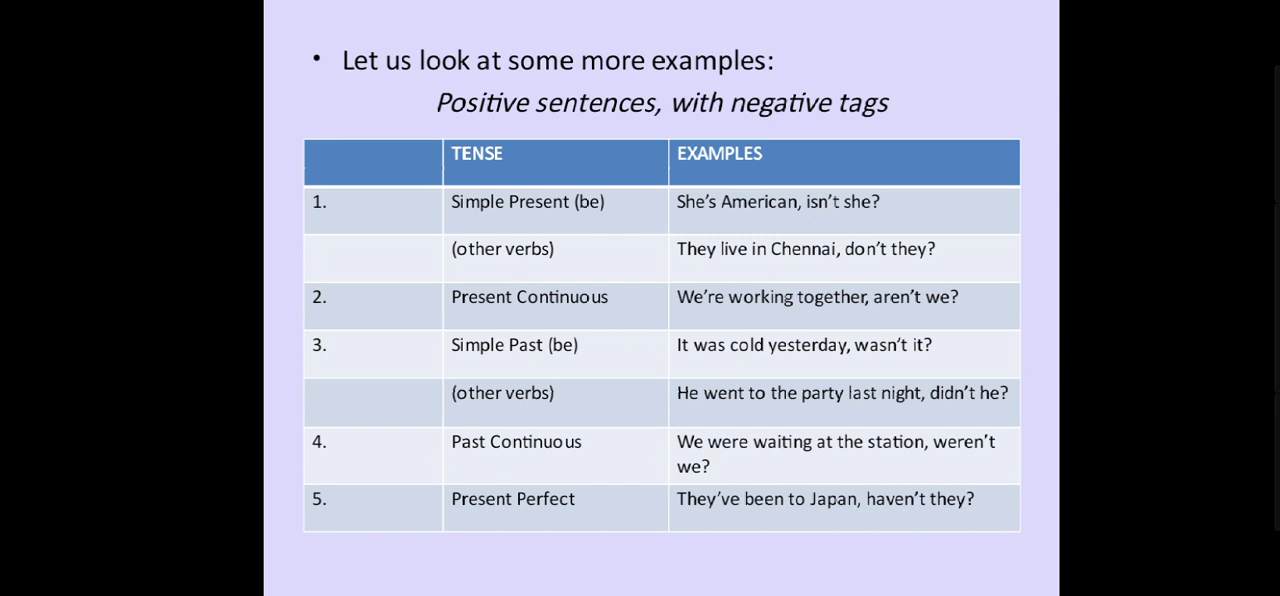 • Let us look at some more examples:
Positive sentences, with negative tags
TENSE EXAMPLES
1. Simple Present (be) She’s American, isn’t she?
(other verbs) They live in Chennai, don’t they?
2. Present Continuous We’re working together, aren’t we?
3. Simple Past (be) It was cold yesterday, wasn’t it?
(other verbs) He went to the party last night, didn’t he?
4. Past Continuous We were waiting at the station, weren’t
we?
5. Present Perfect They’ve been to Japan, haven’t they?